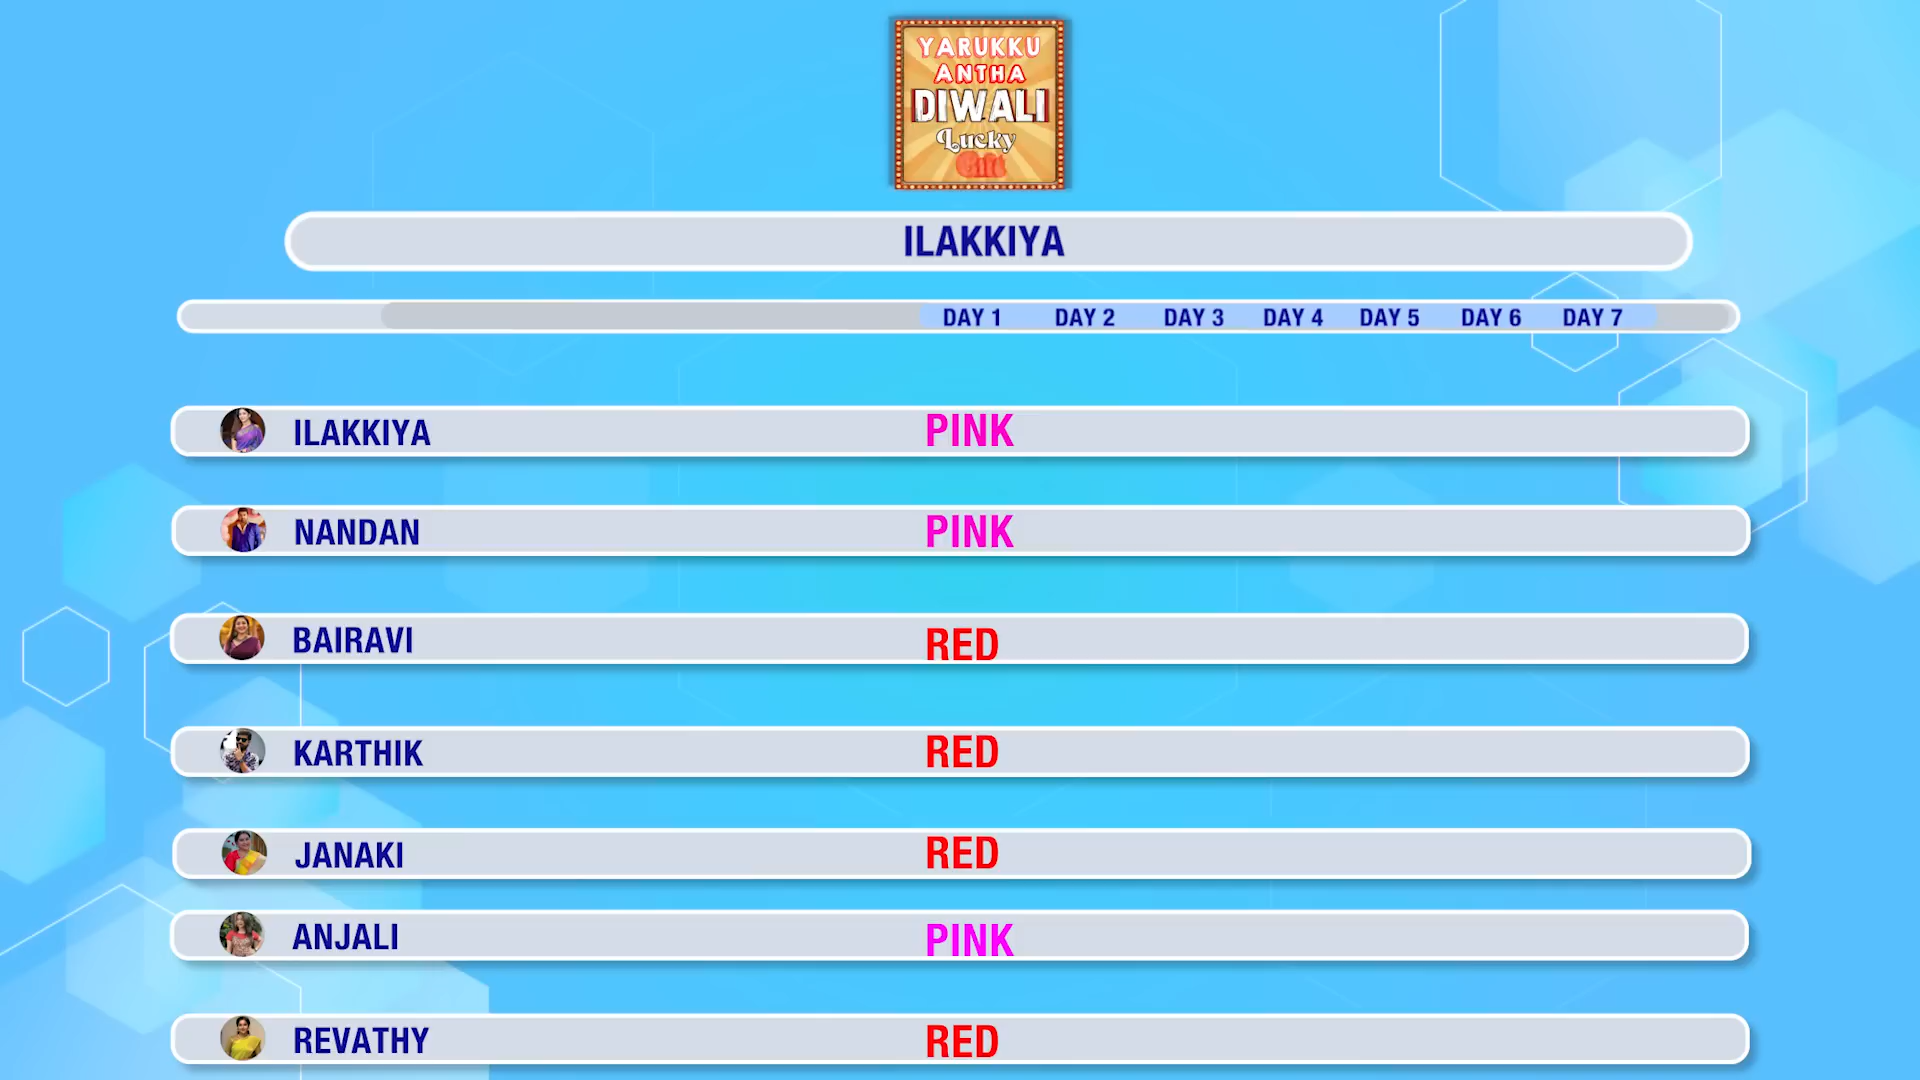 YARUKKU
ANTHA
DIWALI
Lucky
Gift
ILAKKIYA
DAY 1 DAY 2 DAY 3 DAY 4 DAY 5 DAY 6 DAY 7
ILAKKIYA PINK
NANDAN PINK
BAIRAVI RED
KARTHIK RED
JANAKI RED
ANJALI PINK
REVATHY RED